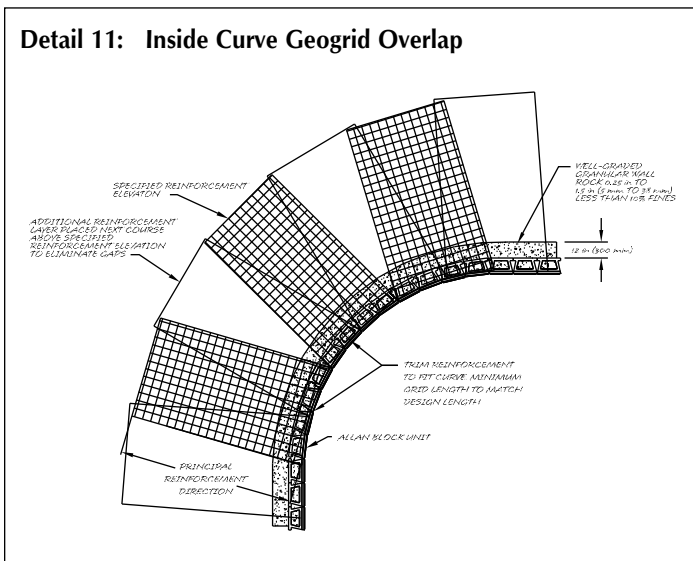 Detail 11: Inside Curve Geogrid Overlap
WELL-GRADED
GRANULAR WALL
ROCK 0.25 in TO
1.5 in (5 mm TO 38 mm)
LESS THAN 10% FINES
SPECIFIED REINFORCEMENT
ELEVATON
ADDITIONAL REINFORCEMENT
LAYER PLACED NEXT COURSE
ABOVE SPECIFIED
REINFORCEMENT ELEVATION
TO ELIMINATE GAPS
12 in (300 mm)
TRIM REINFORCEMENT
TO FIT CURVE. MINIMUM
GRID LENGTH TO MATCH
DESIGN LENGTH
ALLAN BLOCK UNIT
PRINCIPAL
REINFORCEMENT
DIRECTION